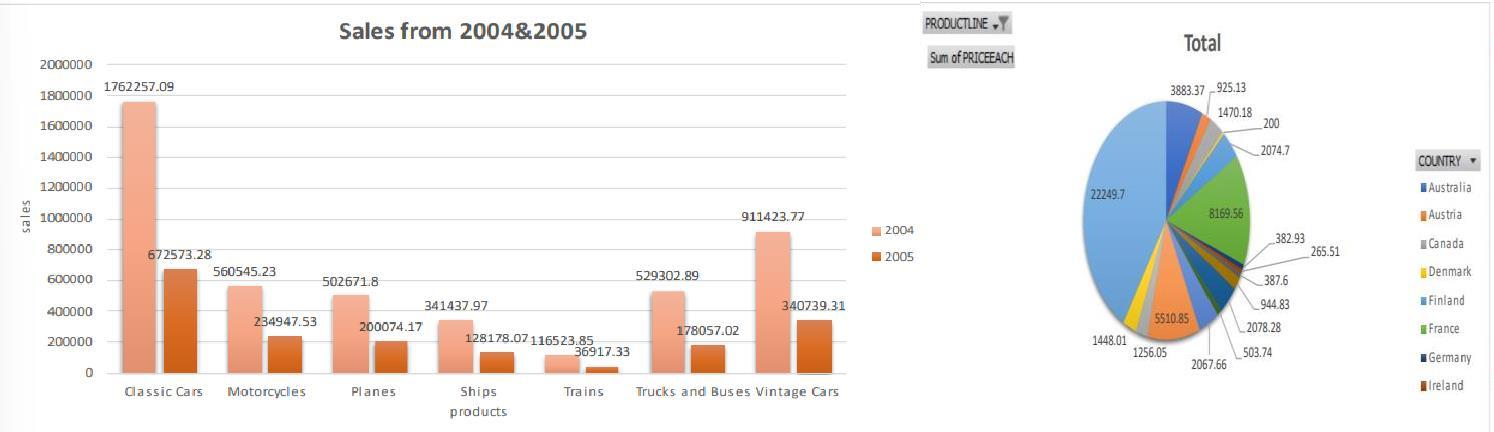 Sales from 2004&2005
2000000
1800000
1600000
1400000
1200000
1000000
800000
600000
400000
200000
0
sales
1762257.09
672573.28
560545.23
234947.53
502671.8
200074.17
341437.97
128178.07
116523.85
36917.33
529302.89
178057.02
911423.77
340739.31
Classic Cars
Motorcycles
Planes
Ships
Trains
Trucks and Buses
Vintage Cars
products
2004
2005
PRODUCTLINE
Sum of PRICEEACH
Total
3883.37
925.13
1470.18
200
2074.7
8169.56
382.93
265.51
387.6
944.83
2078.28
503.74
2067.66
5510.85
1256.05
1448.01
22249.7
COUNTRY
Australia
Austria
Canada
Denmark
Finland
France
Germany
Ireland